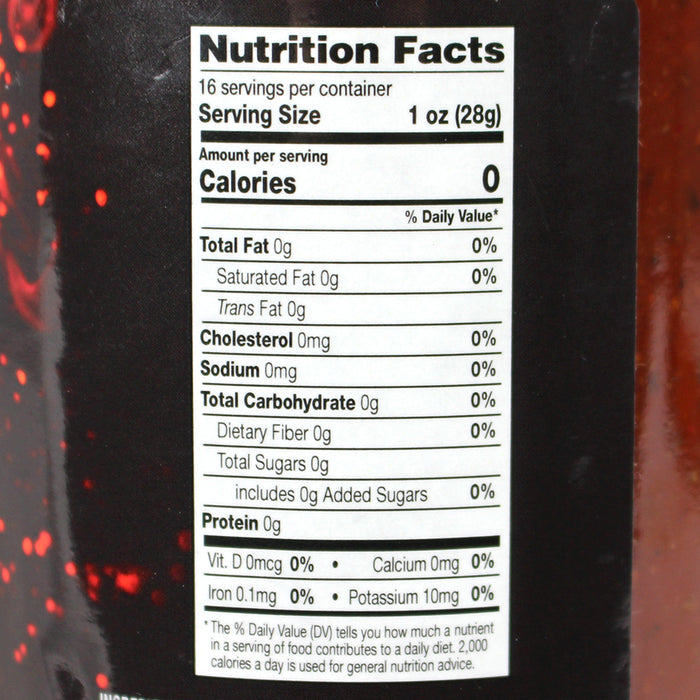 Nutrition Facts
16 servings per container
Serving Size 1 oz (28g)
Amount per serving
Calories 0
% Daily Value*
Total Fat 0g 0%
Saturated Fat 0g 0%
Trans Fat 0g
Cholesterol 0mg 0%
Sodium 0mg 0%
Total Carbohydrate 0g 0%
Dietary Fiber 0g 0%
Total Sugars 0g
includes 0g Added Sugars 0%
Protein 0g
Vit. D 0mcg 0% • Calcium 0mg 0%
Iron 0.1mg 0% • Potassium 10mg 0%
*The % Daily Value (DV) tells you how much a nutrient
in a serving of food contributes to a daily diet. 2,000
calories a day is used for general nutrition advice.